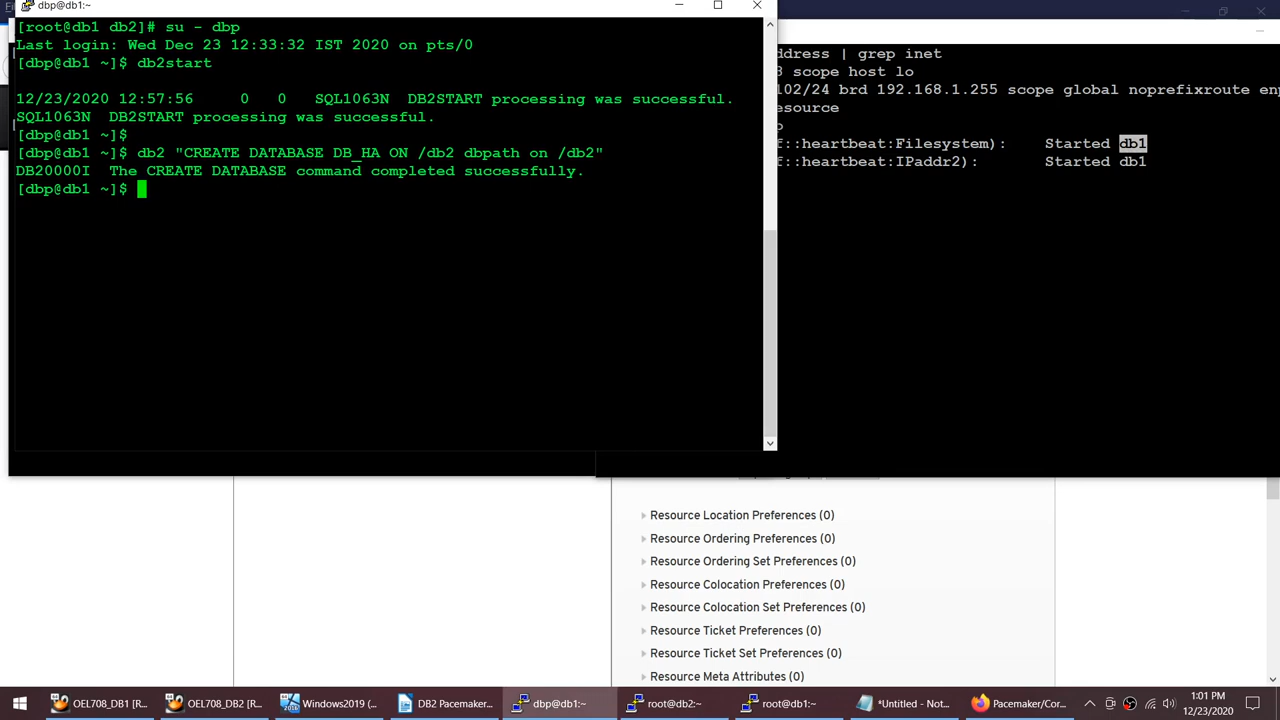 dbp@db1:~
[root@db1 db2]# su - dbp
Last login: Wed Dec 23 12:33:32 IST 2020 on pts/0
[dbp@db1 ~]$ db2start
12/23/2020 12:57:56     0   0   SQL1063N  DB2START processing was successful.
SQL1063N  DB2START processing was successful.
[dbp@db1 ~]$
[dbp@db1 ~]$ db2 "CREATE DATABASE DB_HA ON /db2 dbpath on /db2"
DB20000I  The CREATE DATABASE command completed successfully.
[dbp@db1 ~]$
ddress | grep inet
scope host lo
102/24 brd 192.168.1.255 scope global noprefixroute en
source
f::heartbeat:Filesystem):     Started db1
f::heartbeat:IPaddr2):        Started db1
Resource Location Preferences (0)
Resource Ordering Preferences (0)
Resource Ordering Set Preferences (0)
Resource Colocation Preferences (0)
Resource Colocation Set Preferences (0)
Resource Ticket Preferences (0)
Resource Ticket Set Preferences (0)
Resource Meta Attributes (0)
OEL708_DB1 [R...
OEL708_DB2 [R...
Windows2019 (...
DB2 Pacemaker...
dbp@db1:~
root@db2:~
root@db1:~
*Untitled - Not...
Pacemaker/Cor...
1:01 PM
12/23/2020